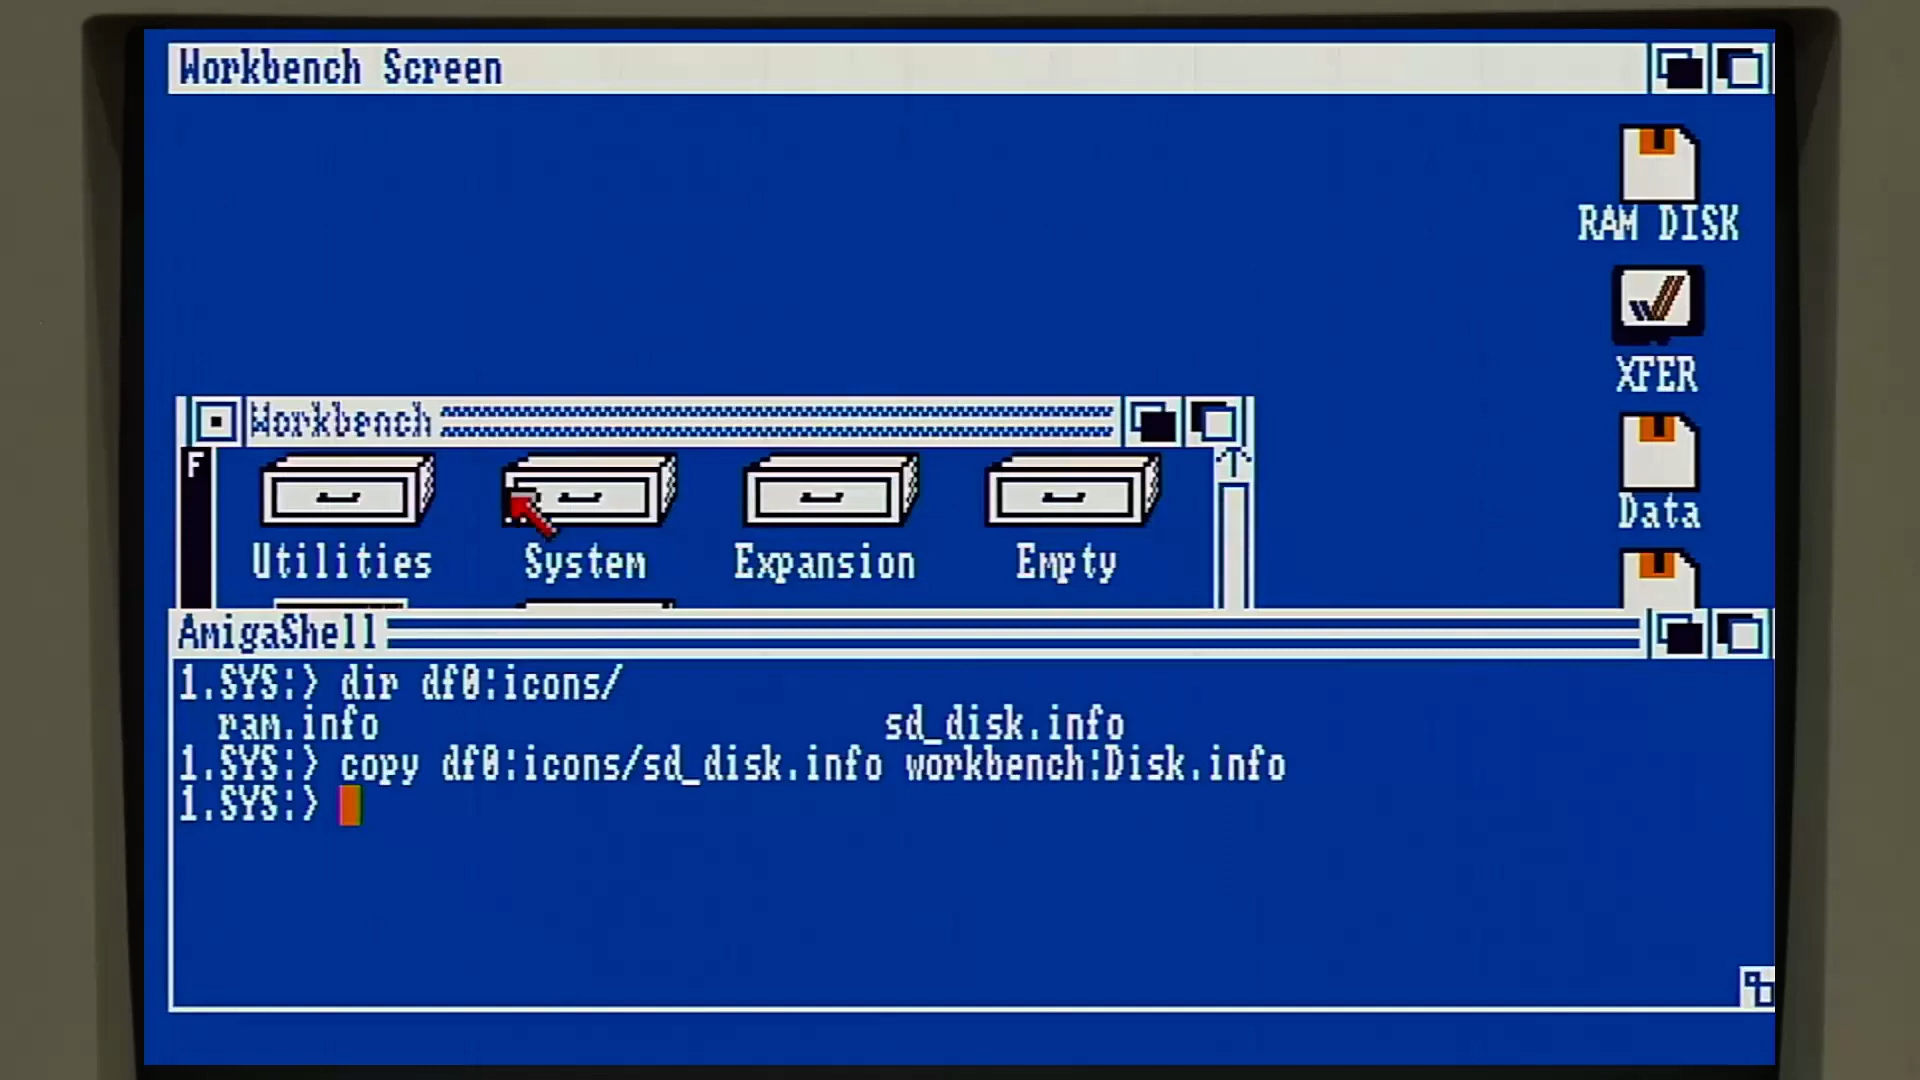 Workbench Screen
RAM DISK
XFER
Data
Workbench
F
Utilities
System
Expansion
Empty
AmigaShell
1.SYS:> dir df0:icons/
ram.info sd_disk.info
1.SYS:> copy df0:icons/sd_disk.info workbench:Disk.info
1.SYS:>